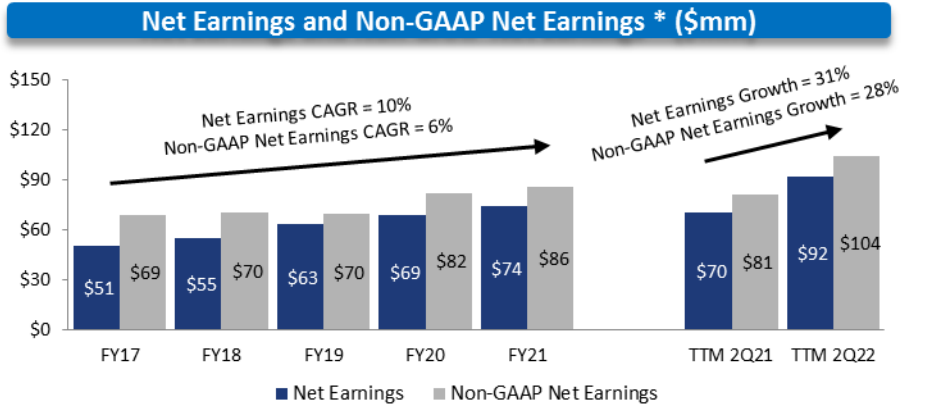 Net Earnings and Non-GAAP Net Earnings * ($mm)
$150
$120
$90
$60
$30
$0
Net Earnings CAGR = 10%
Non-GAAP Net Earnings CAGR = 6%
Net Earnings Growth = 31%
Non-GAAP Net Earnings Growth = 28%
$51 $69 $55 $70 $63 $70 $69 $82 $74 $86 $70 $81 $92 $104
FY17 FY18 FY19 FY20 FY21 TTM 2Q21 TTM 2Q22
Net Earnings Non-GAAP Net Earnings